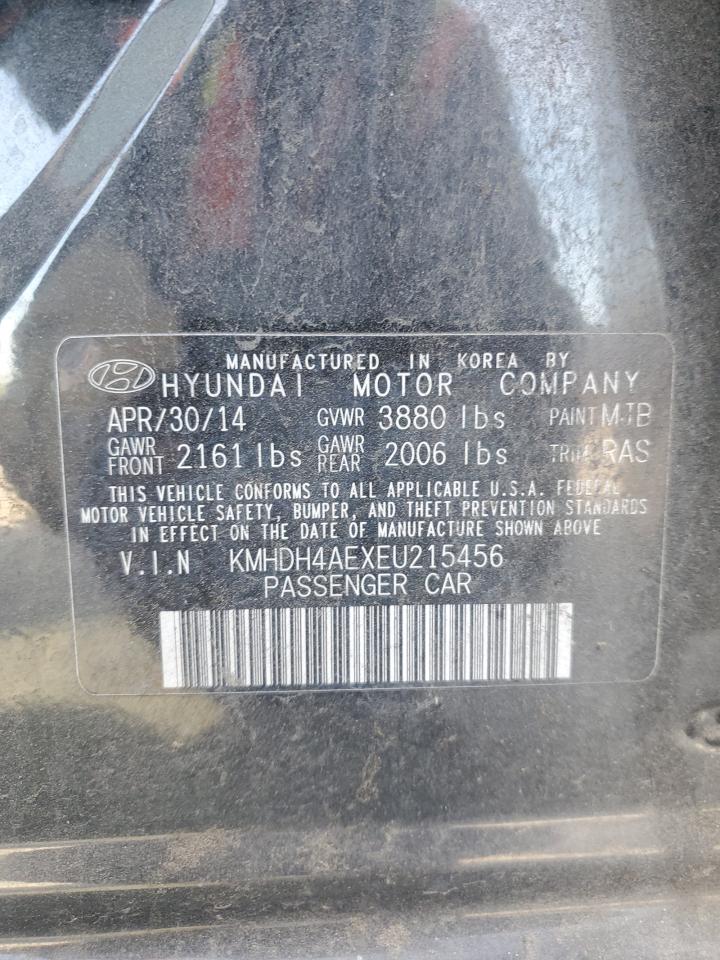 MANUFACTURED IN KOREA BY
HYUNDAI MOTOR COMPANY
APR/30/14 GVWR 3880 lbs PAINT
GAWR FRONT 2161 lbs GAWR REAR 2006 lbs RAS
THIS VEHICLE CONFORMS TO ALL APPLICABLE U.S.A. FEDERAL
MOTOR VEHICLE SAFETY, BUMPER, AND THEFT PREVENTION STANDARDS
IN EFFECT ON THE DATE OF MANUFACTURE SHOWN ABOVE
V.I.N KMHDH4AEXEU215456
PASSENGER CAR